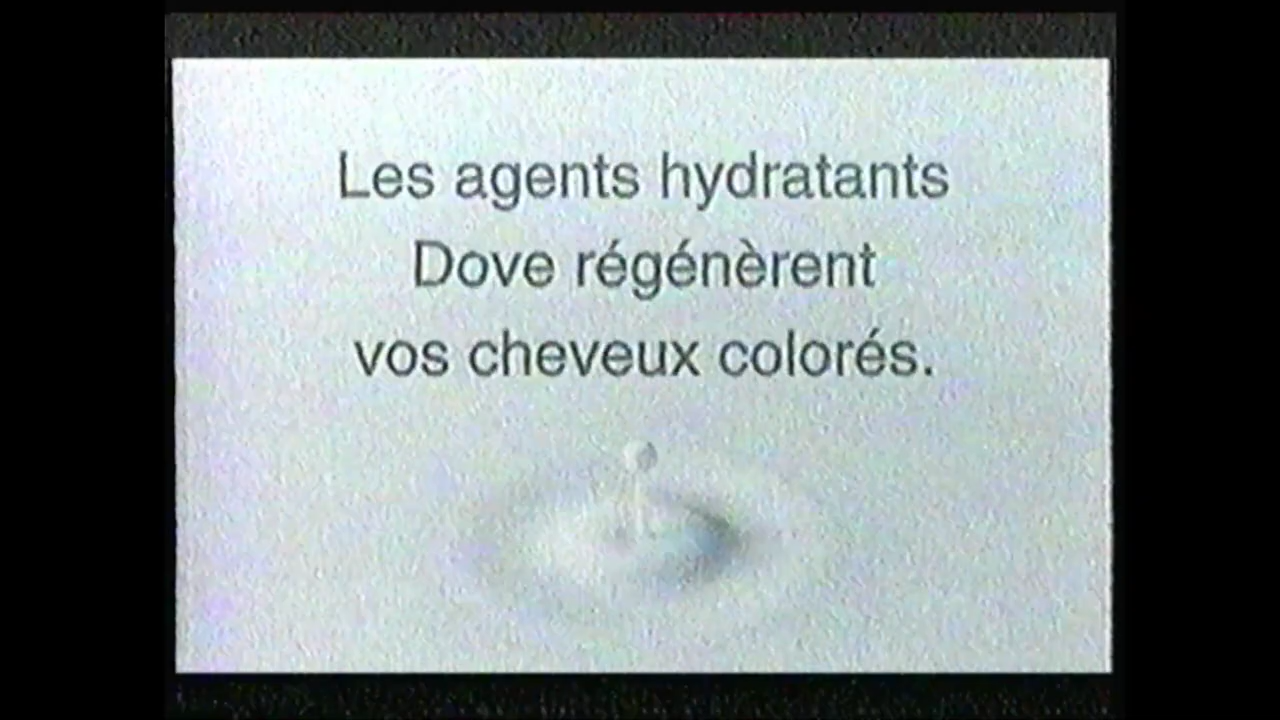 Les agents hydratants
Dove régénèrent
vos cheveux colorés.